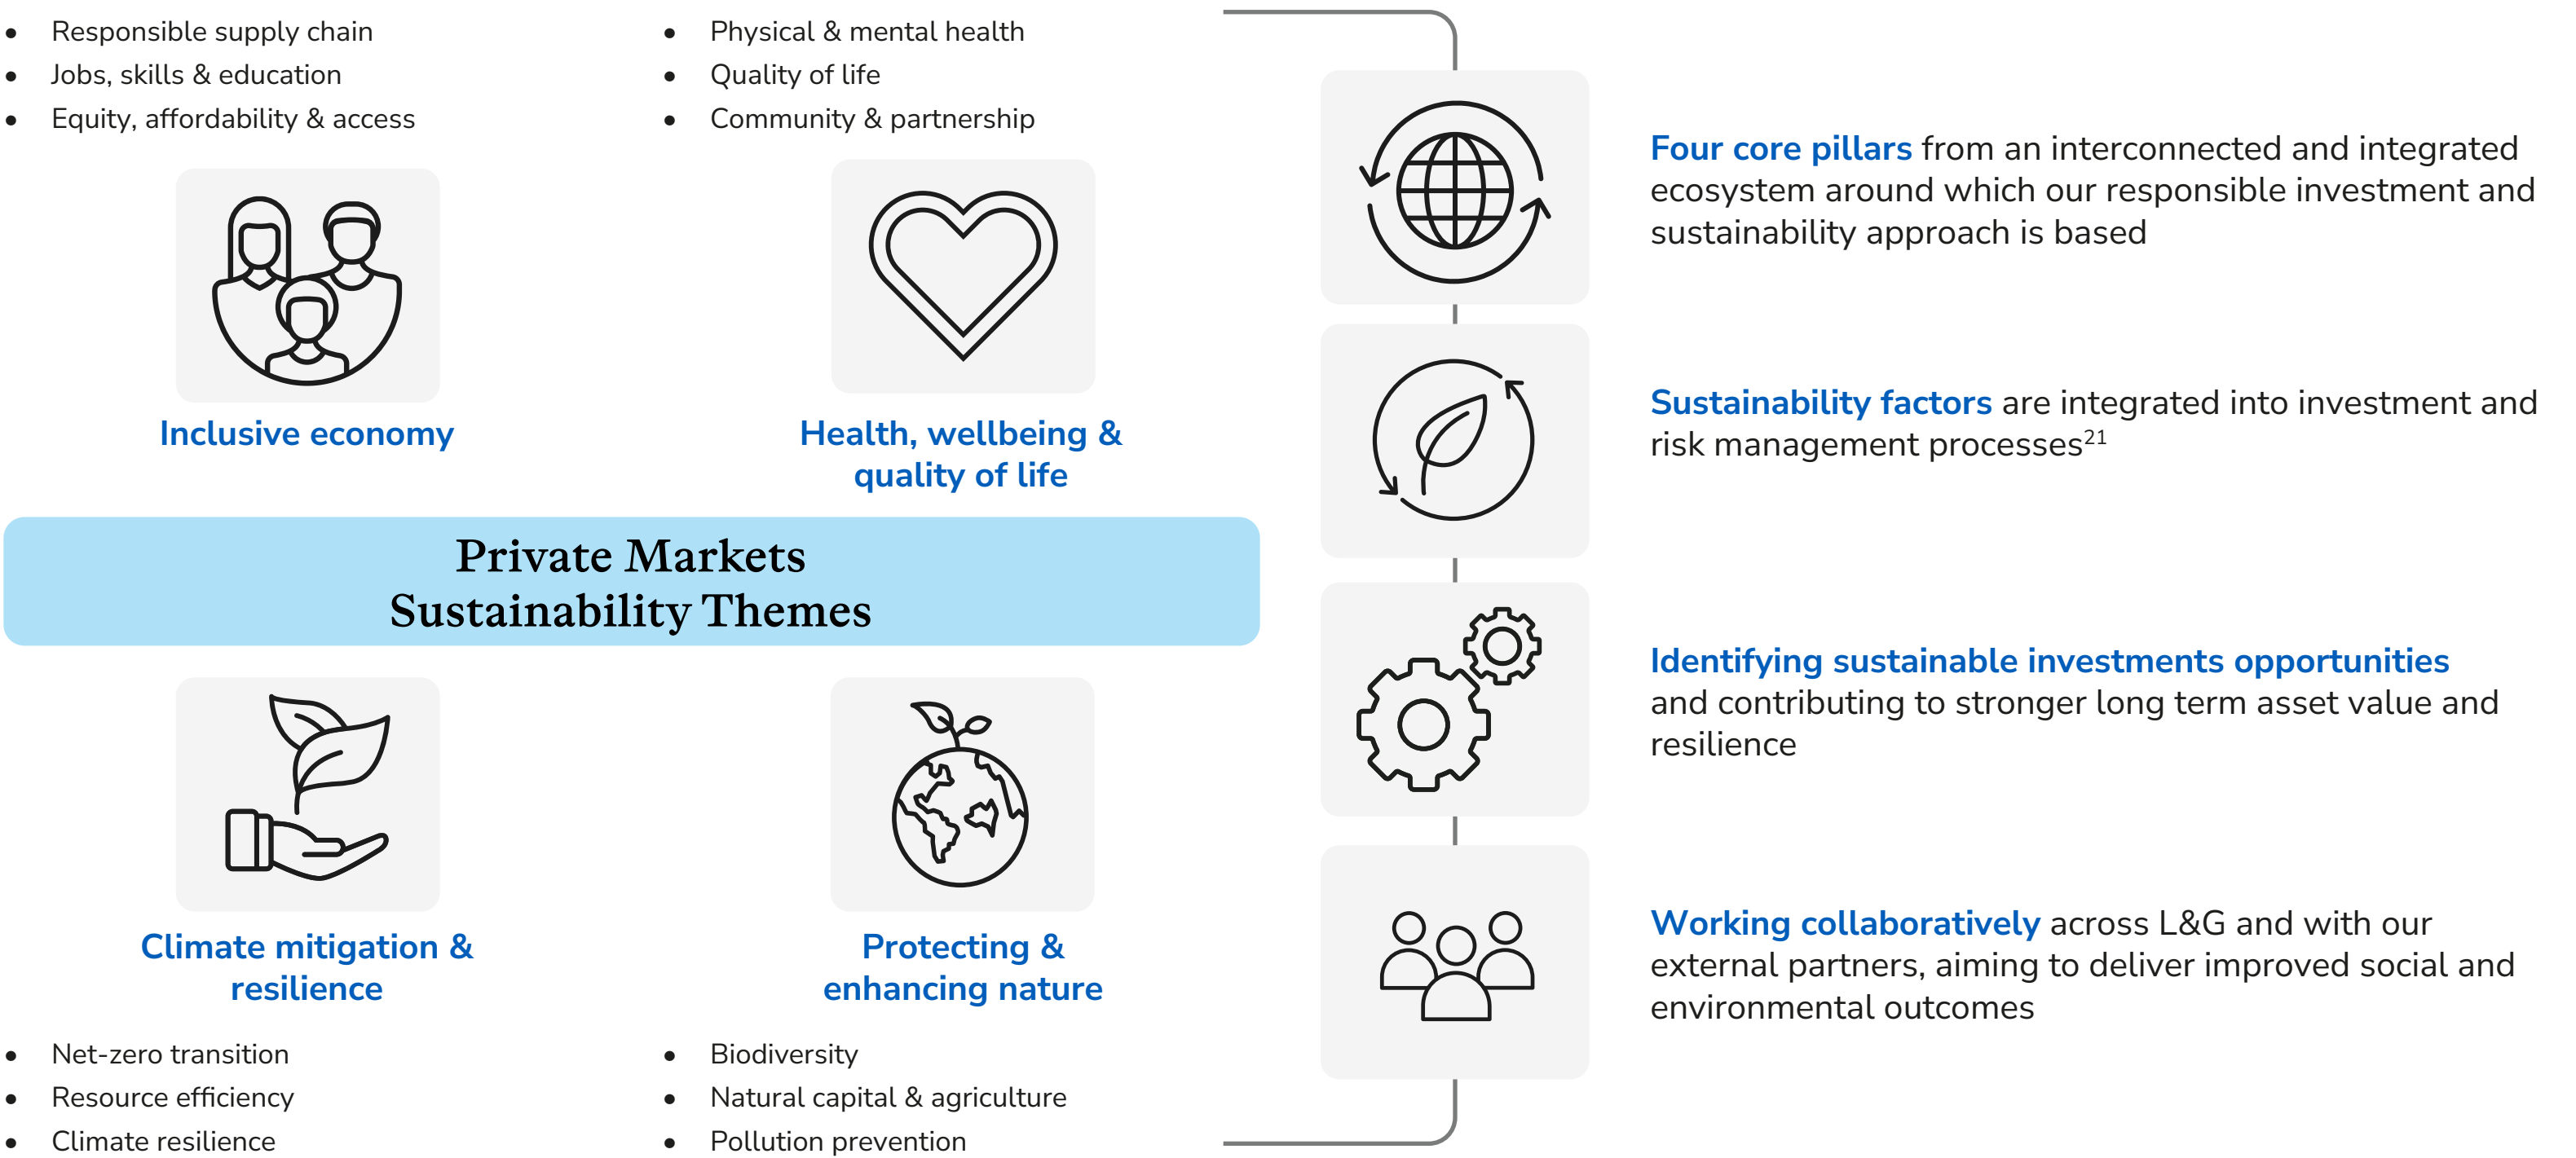 • Responsible supply chain
• Jobs, skills & education
• Equity, affordability & access
Inclusive economy
• Physical & mental health
• Quality of life
• Community & partnership
Health, wellbeing &
quality of life
Private Markets
Sustainability Themes
Climate mitigation &
resilience
• Net-zero transition
• Resource efficiency
• Climate resilience
Protecting &
enhancing nature
• Biodiversity
• Natural capital & agriculture
• Pollution prevention
Four core pillars from an interconnected and integrated
ecosystem around which our responsible investment and
sustainability approach is based
Sustainability factors are integrated into investment and
risk management processes²¹
Identifying sustainable investments opportunities
and contributing to stronger long term asset value and
resilience
Working collaboratively across L&G and with our
external partners, aiming to deliver improved social and
environmental outcomes